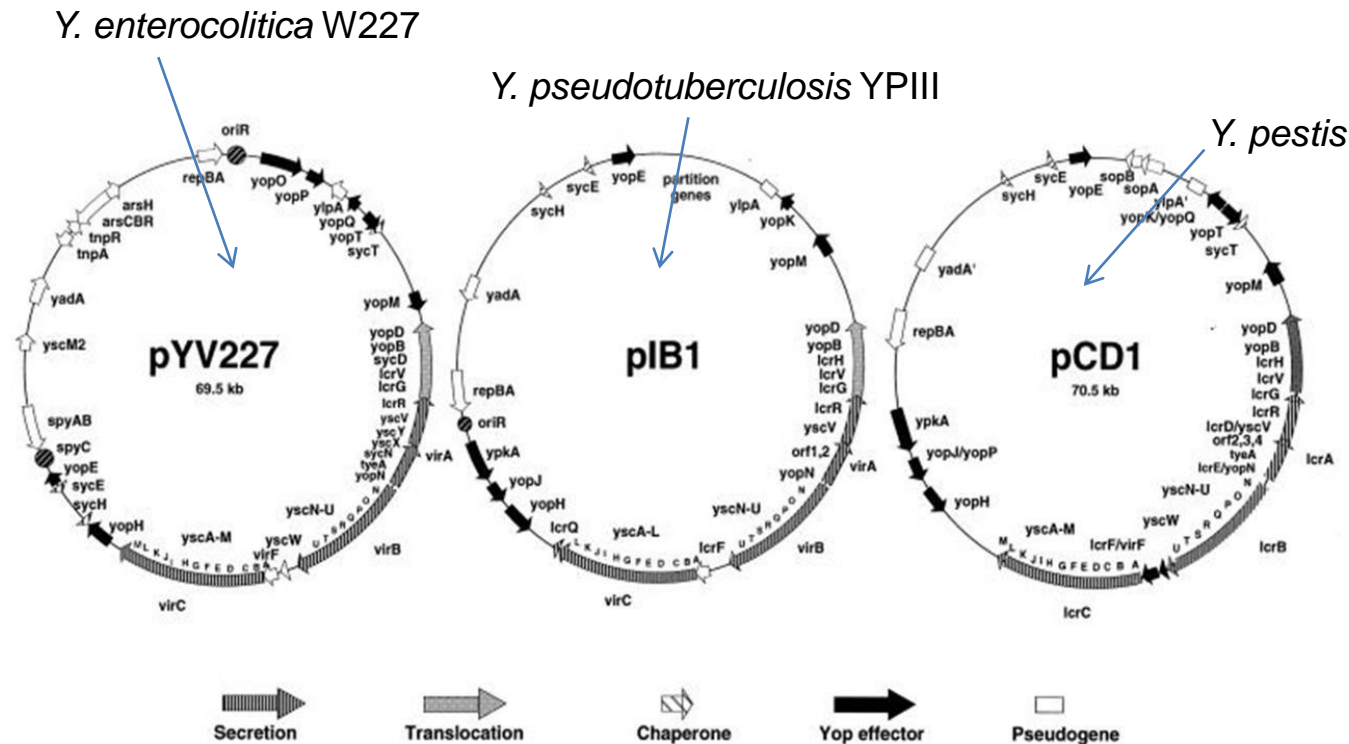 Y. enterocolitica W227
Y. pseudotuberculosis YPIII
Y. pestis
oriR
repBA
yopO
yopP
ylpA
yopQ
yopT
sycT
arsH
arsCBR
tnpR
tnpA
yadA
yscM2
spyAB
spyC
yopE
sycE
sycH
yopH
yopM
yopD
yopB
sycD
lcrV
lcrG
lcrR
yscV
yscY
yscX
sycN
tyeA
yopN
virA
yscN-U
U T S R Q P O N
virB
yscW
virF
yscA-M
M L K J I H G F E D C B A
virC
pYV227
69.5 kb
sycH
sycE
yopE
partition
genes
ylpA
yopK
yopM
yadA
repBA
oriR
ypkA
yopJ
yopH
lcrQ
yopD
yopB
lcrH
lcrV
lcrG
lcrR
yscV
orf1,2
yopN
virA
yscN-U
U T S R Q P O N
virB
lcrF
yscA-L
L K J I H G F E D C B A
virC
pIB1
sycH
sycE
yopE
sopB
sopA
ylpA'
yopK/yopQ
yopT
sycT
yopM
yadA'
repBA
ypkA
yopJ/yopP
yopH
yopD
yopB
lcrH
lcrV
lcrG
lcrR
lcrD/yscV
orf2,3,4
tyeA
lcrE/yopN
lcrA
yscN-U
U T S R Q P O N
lcrB
yscW
lcrF/virF
yscA-M
M L K J I H G F E D C B A
lcrC
pCD1
70.5 kb
Secretion
Translocation
Chaperone
Yop effector
Pseudogene